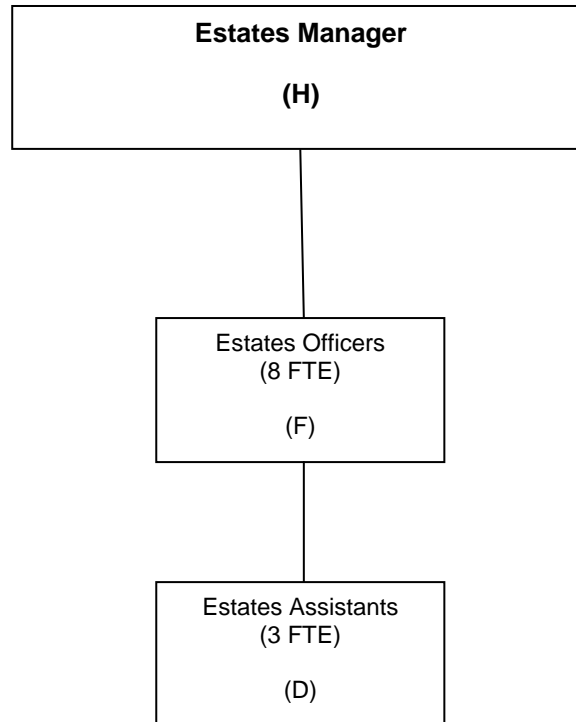 Estates Manager
(H)
Estates Officers
(8 FTE)
(F)
Estates Assistants
(3 FTE)
(D)